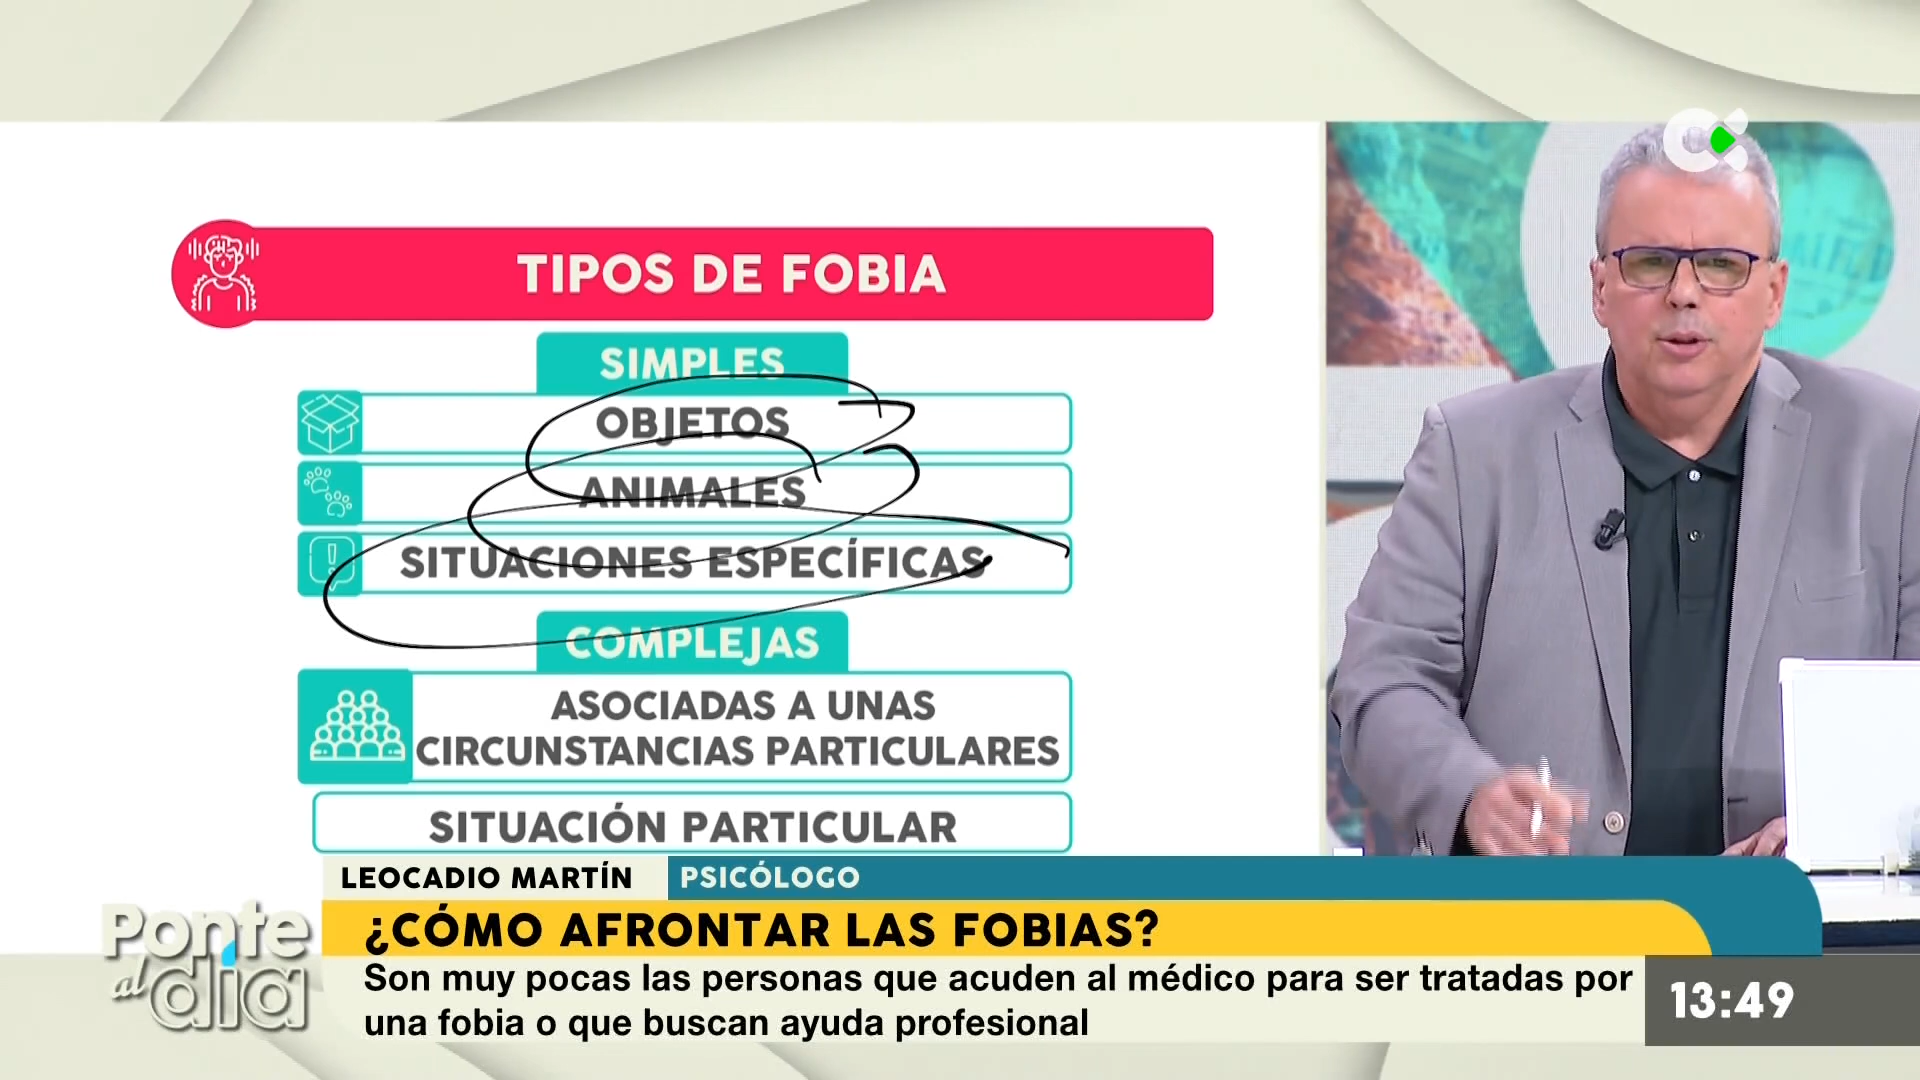 TIPOS DE FOBIA
SIMPLES
OBJETOS
ANIMALES
SITUACIONES ESPECÍFICAS
COMPLEJAS
ASOCIADAS A UNAS
CIRCUNSTANCIAS PARTICULARES
SITUACIÓN PARTICULAR
LEOCADIO MARTÍN PSICÓLOGO
¿CÓMO AFRONTAR LAS FOBIAS?
Son muy pocas las personas que acuden al médico para ser tratadas por
una fobia o que buscan ayuda profesional
Ponte
al día
13:49